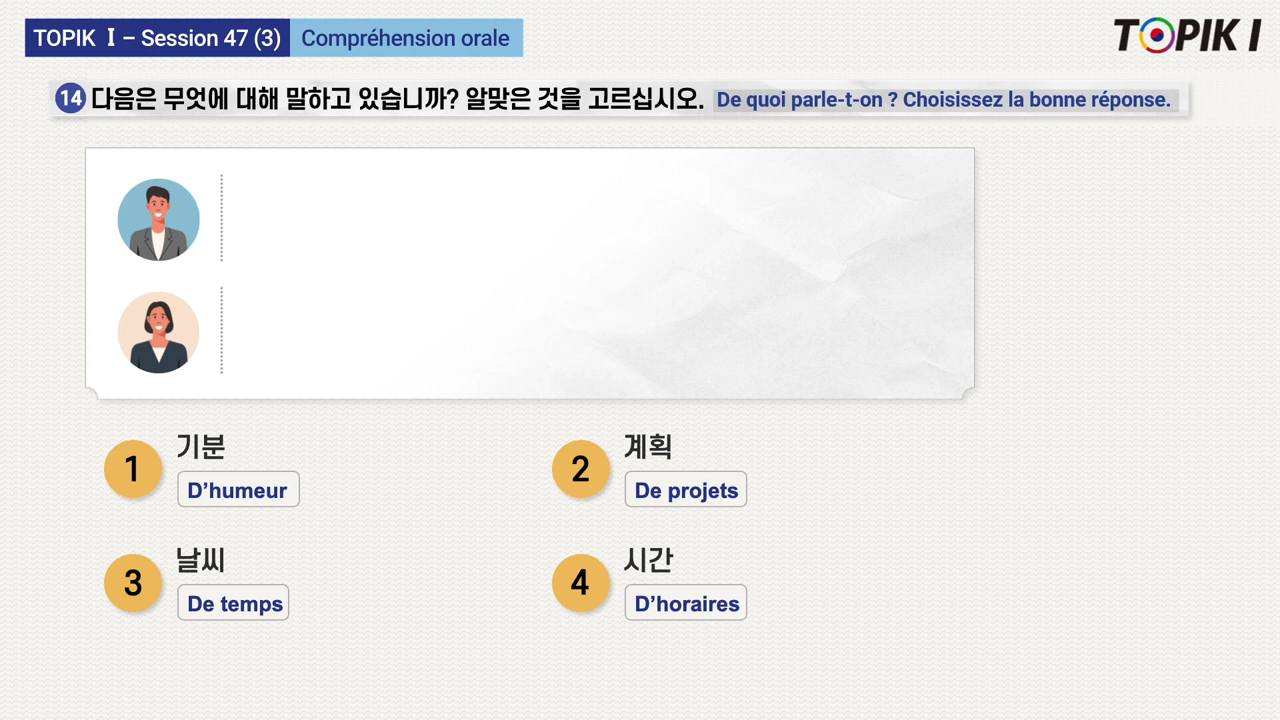 TOPIK Ⅰ – Session 47 (3) Compréhension orale
TOPIK I
14 다음은 무엇에 대해 말하고 있습니까? 알맞은 것을 고르십시오. De quoi parle-t-on ? Choisissez la bonne réponse.
1 기분
D’humeur
2 계획
De projets
3 날씨
De temps
4 시간
D’horaires